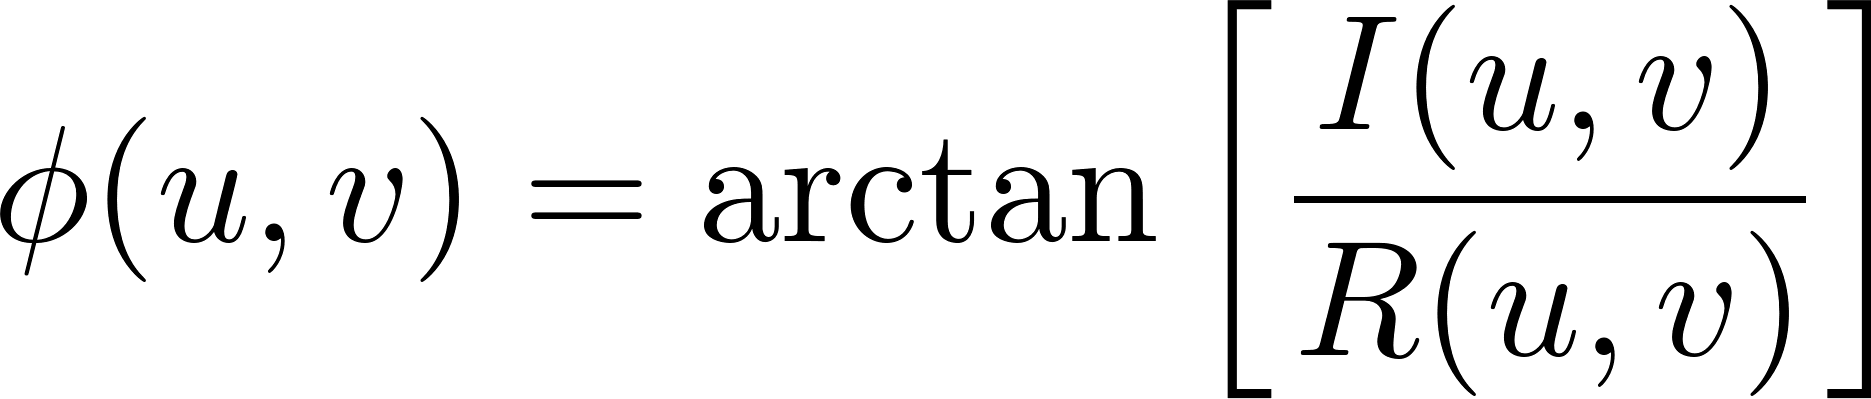 ϕ(u, v) = arctan [ I(u, v) / R(u, v) ]